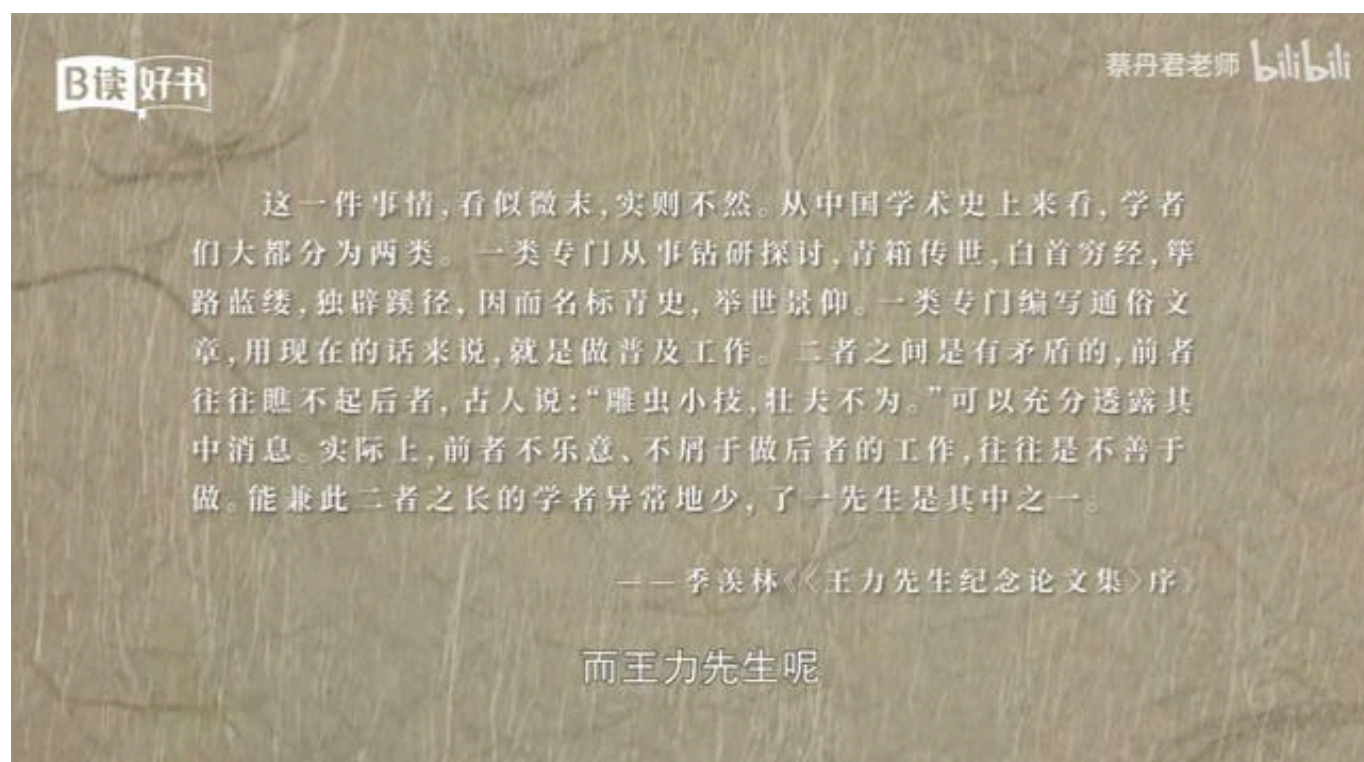 B读好书
蔡丹君老师 bilibili
这一件事情,看似微末,实则不然。从中国学术史上来看,学者
们大都分为两类。一类专门从事钻研探讨,青箱传世,白首穷经,筚
路蓝缕,独辟蹊径,因而名标青史,举世景仰。一类专门编写通俗文
章,用现在的话来说,就是做普及工作。二者之间是有矛盾的,前者
往往瞧不起后者,古人说:“雕虫小技,壮夫不为。”可以充分透露其
中消息。实际上,前者不乐意、不屑于做后者的工作,往往是不善于
做。能兼此二者之长的学者异常地少,了一先生是其中之一。
——季羡林《〈王力先生纪念论文集〉序》
而王力先生呢